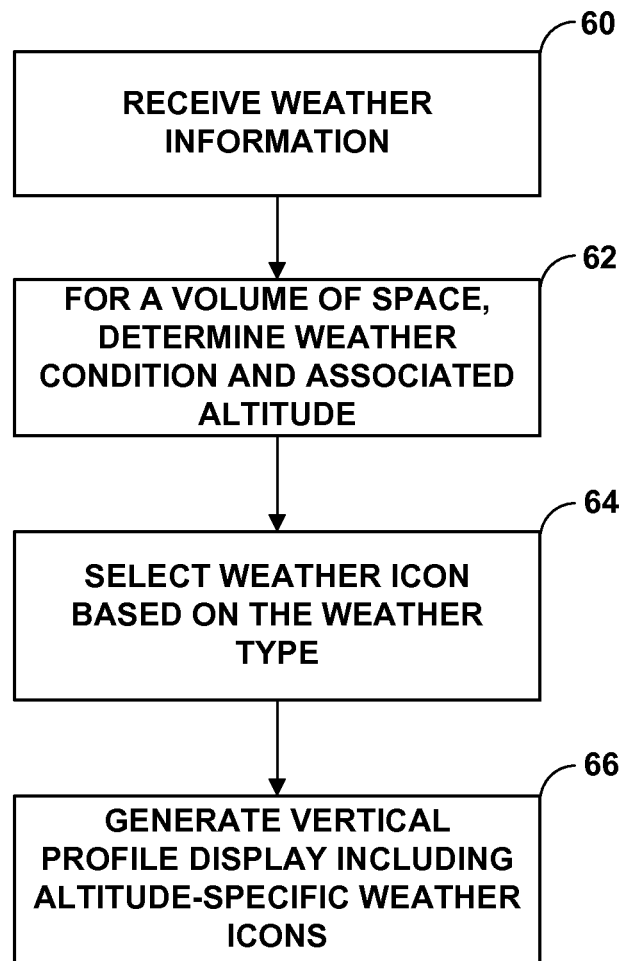 60
RECEIVE WEATHER
INFORMATION
62
FOR A VOLUME OF SPACE,
DETERMINE WEATHER
CONDITION AND ASSOCIATED
ALTITUDE
64
SELECT WEATHER ICON
BASED ON THE WEATHER
TYPE
66
GENERATE VERTICAL
PROFILE DISPLAY INCLUDING
ALTITUDE-SPECIFIC WEATHER
ICONS